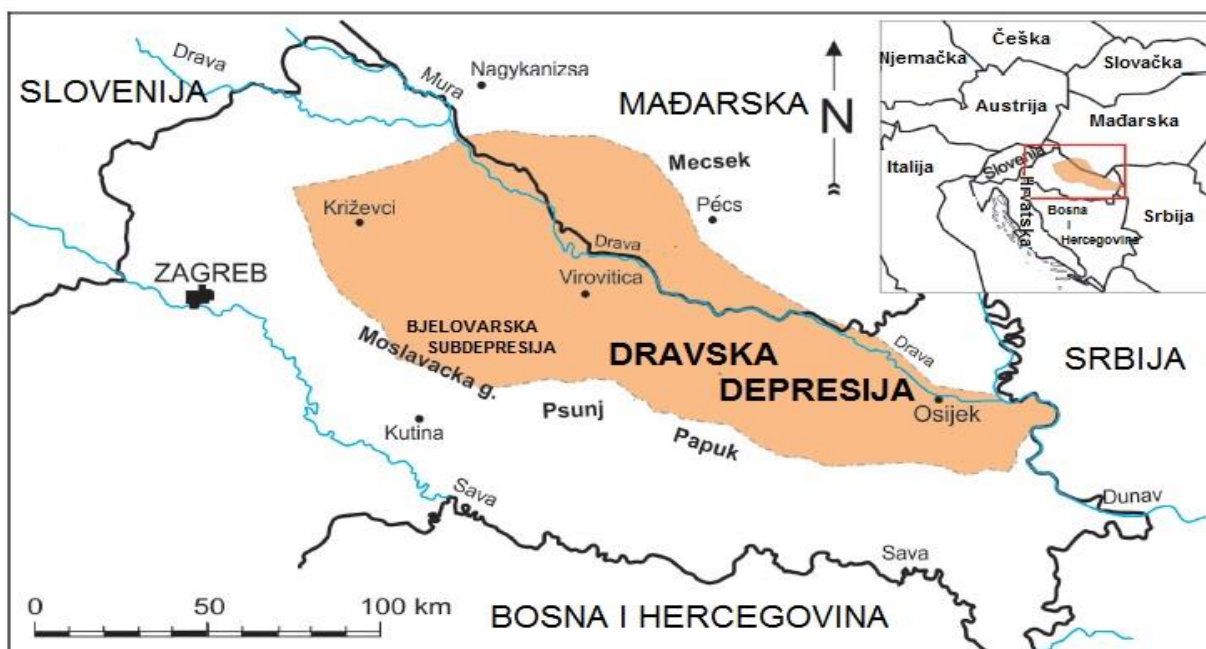 Drava
SLOVENIJA
Mura
Nagykanizsa
MAĐARSKA
N
Mecsek
Pécs
Križevci
Drava
Virovitica
ZAGREB
BJELOVARSKA
SUBDEPRESIJA
Moslavacka g.
DRAVSKA
DEPRESIJA
Drava
Osijek
SRBIJA
Psunj
Papuk
Kutina
Sava
Dunav
Sava
0 50 100 km
BOSNA I HERCEGOVINA
Njemačka
Češka
Slovačka
Austrija
Mađarska
Italija
Slovenia
Hrvatska
Bosna
I
Hercegovina
Srbija